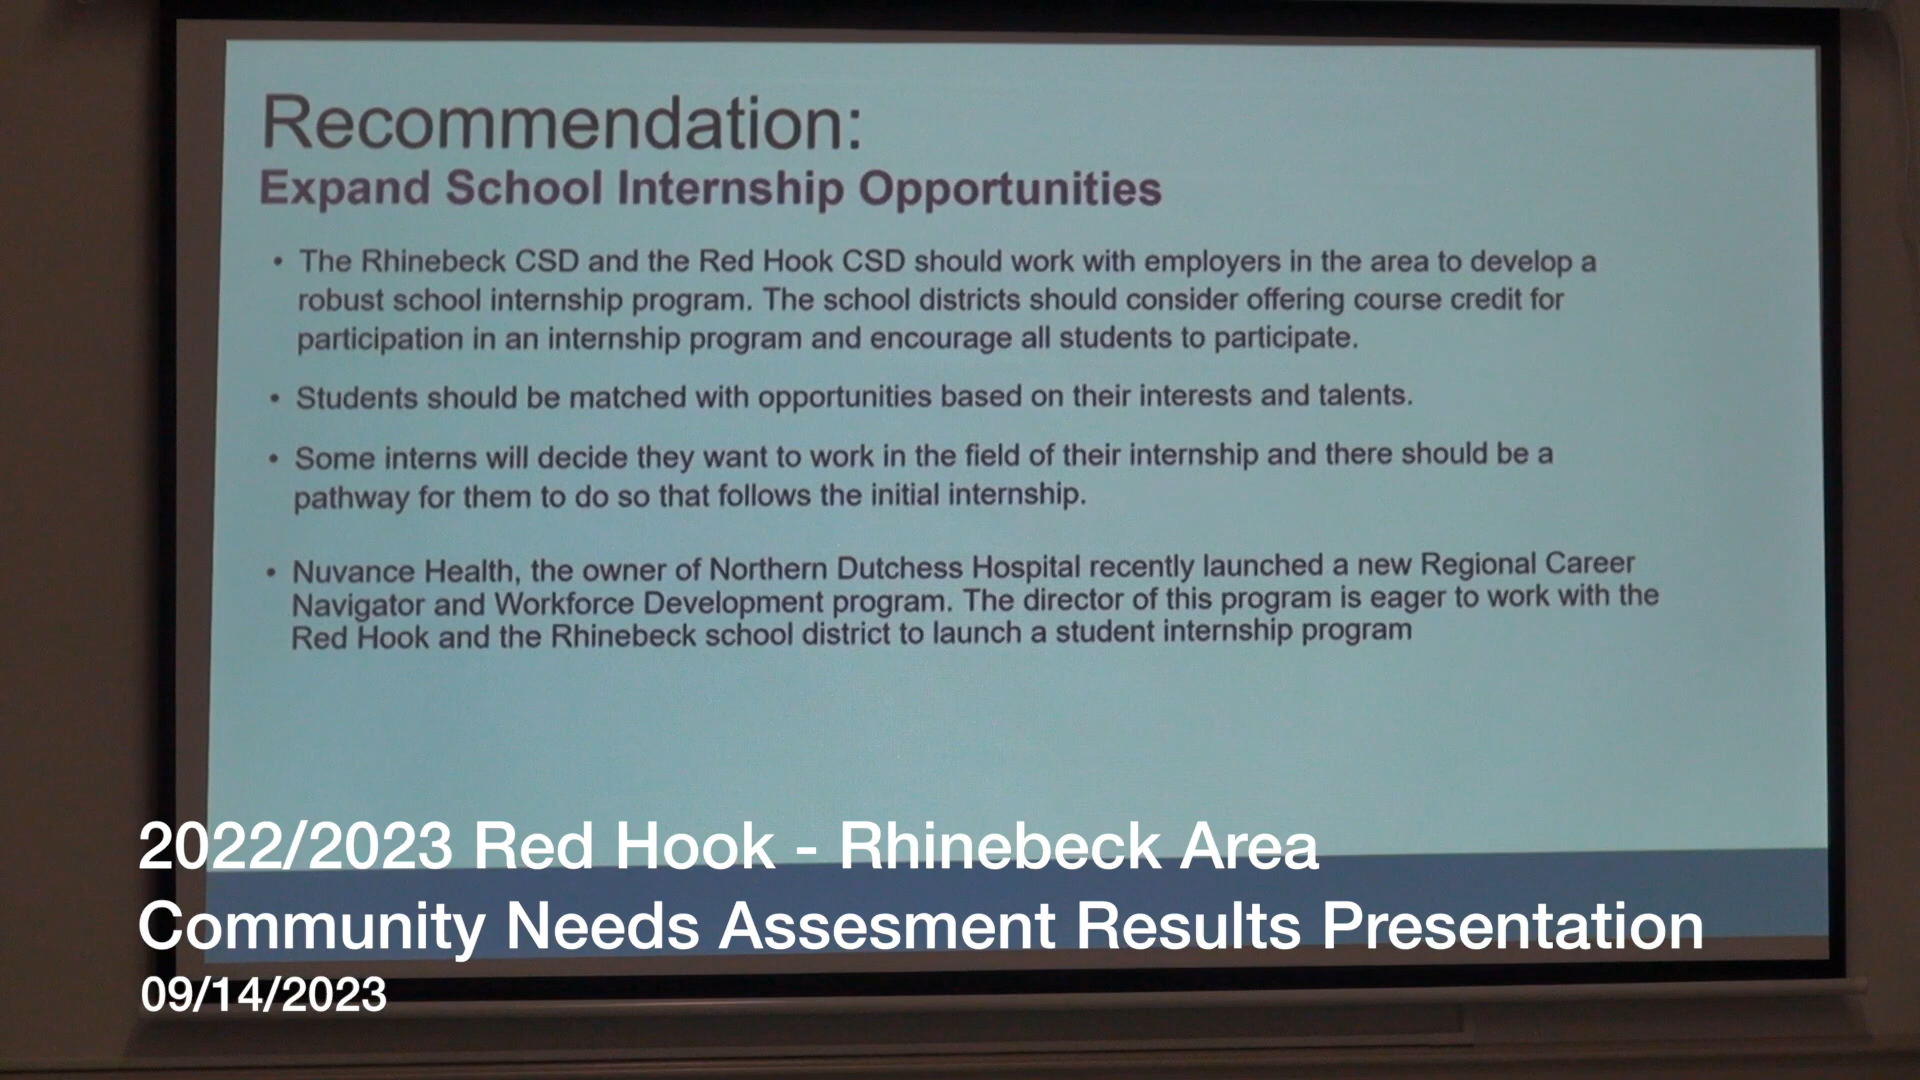 Recommendation:
Expand School Internship Opportunities
• The Rhinebeck CSD and the Red Hook CSD should work with employers in the area to develop a
robust school internship program. The school districts should consider offering course credit for
participation in an internship program and encourage all students to participate.
• Students should be matched with opportunities based on their interests and talents.
• Some interns will decide they want to work in the field of their internship and there should be a
pathway for them to do so that follows the initial internship.
• Nuvance Health, the owner of Northern Dutchess Hospital recently launched a new Regional Career
Navigator and Workforce Development program. The director of this program is eager to work with the
Red Hook and the Rhinebeck school district to launch a student internship program
2022/2023 Red Hook - Rhinebeck Area
Community Needs Assesment Results Presentation
09/14/2023